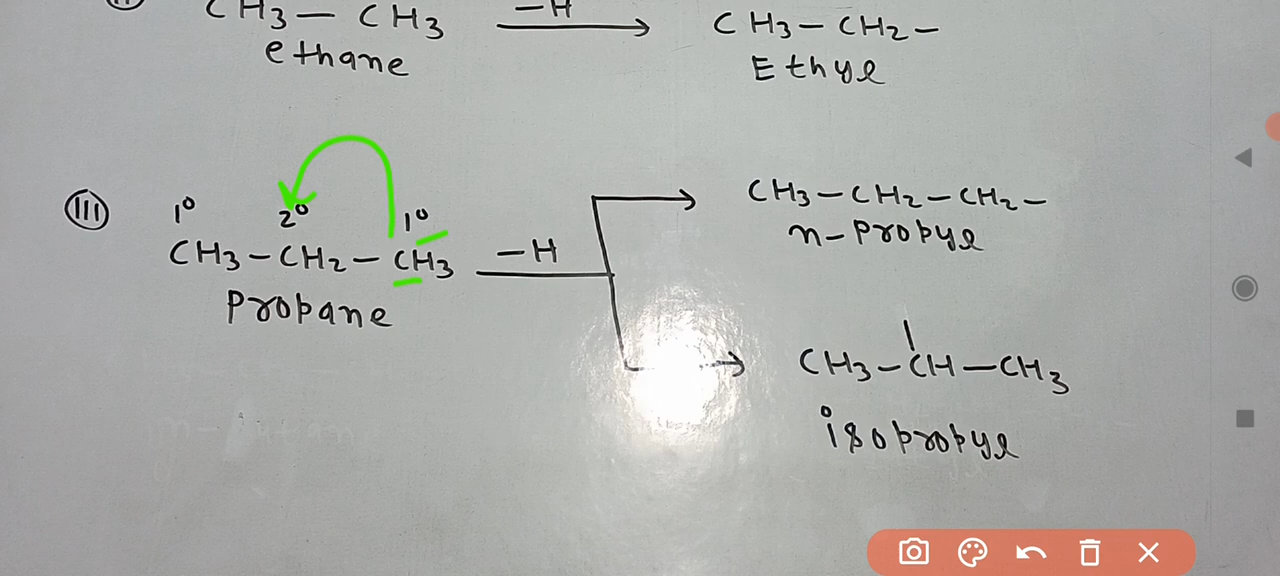 CH3 — CH3 —H CH3 — CH2 —
ethane Ethyl
III 1° 2° 1°
CH3 — CH2 — CH3 —H CH3 — CH2 — CH2 —
Propane n-propyl
CH3 — CH — CH3
isopropyl